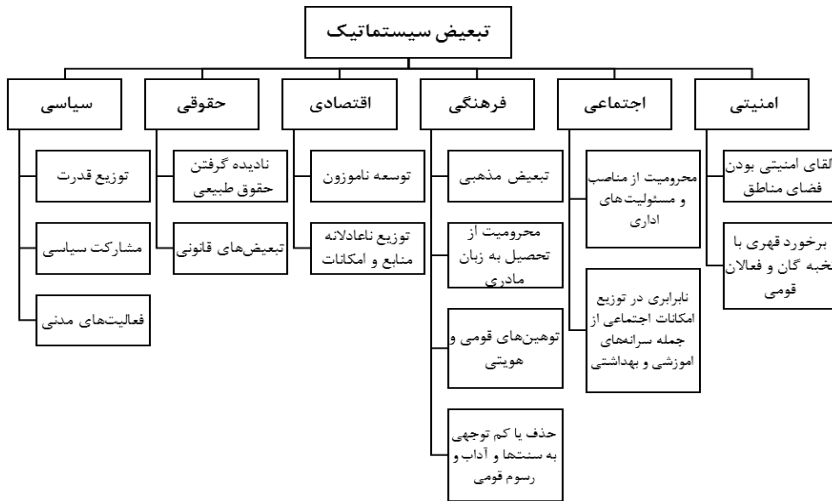 تبعیض سیستماتیک
امنیتی
القای امنیتی بودن
فضای مناطق
برخورد قهری با
نخبه گان و فعالان
قومی
اجتماعی
محرومیت از مناصب
و مسئولیت‌های
اداری
نابرابری در توزیع
امکانات اجتماعی از
جمله سرانه‌های
اموزشی و بهداشتی
فرهنگی
تبعیض مذهبی
محرومیت از
تحصیل به زبان
مادری
توهین‌های قومی و
هویتی
حذف یا کم توجهی
به سنت‌ها و آداب و
رسوم قومی
اقتصادی
توسعه ناموزون
توزیع ناعادلانه
منابع و امکانات
حقوقی
نادیده گرفتن
حقوق طبیعی
تبعیض‌های قانونی
سیاسی
توزیع قدرت
مشارکت سیاسی
فعالیت‌های مدنی